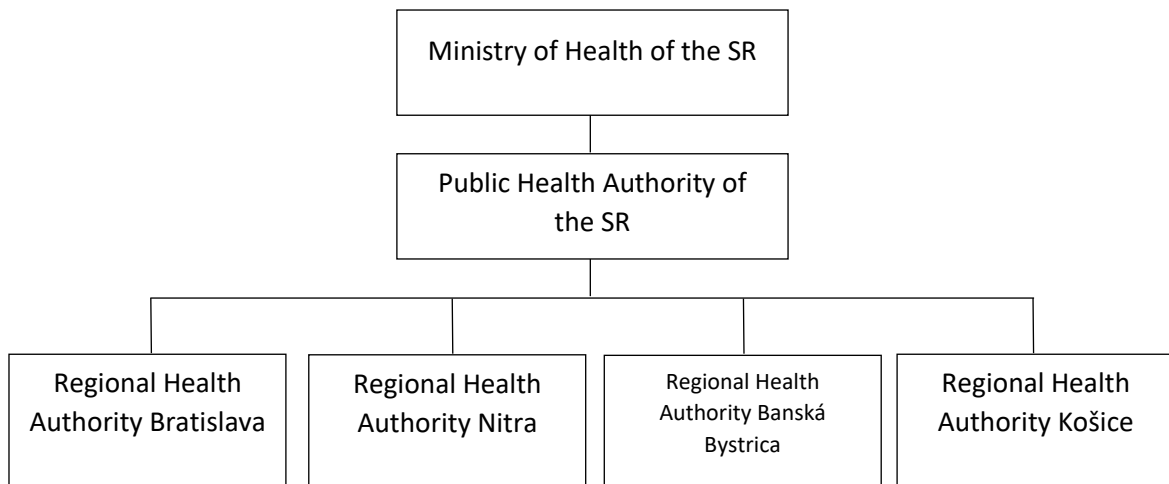 Ministry of Health of the SR
Public Health Authority of
the SR
Regional Health
Authority Bratislava
Regional Health
Authority Nitra
Regional Health
Authority Banská
Bystrica
Regional Health
Authority Košice